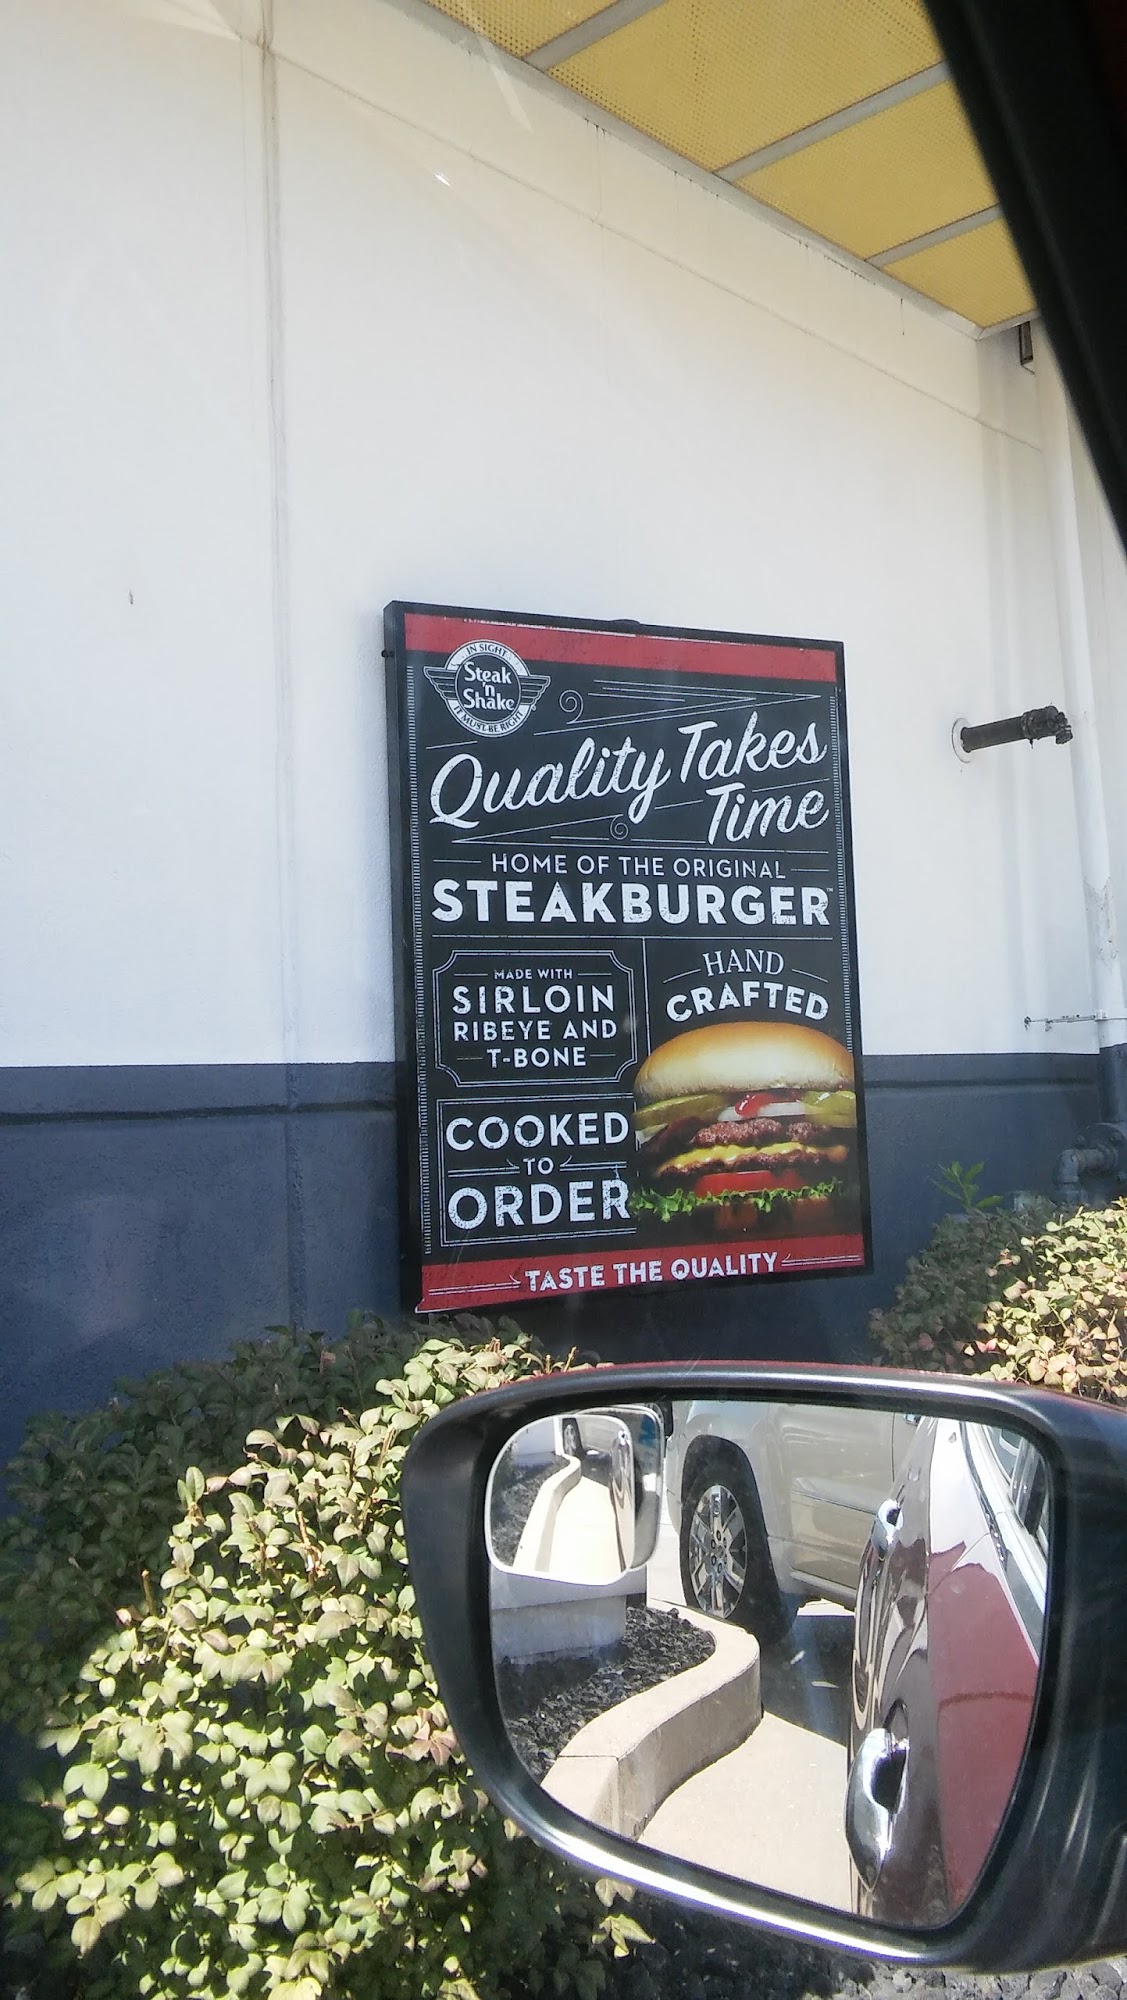 IN SIGHT
Steak
'n
Shake
IT MUST BE RIGHT
Quality Takes
Time
HOME OF THE ORIGINAL
STEAKBURGER™
MADE WITH
SIRLOIN
RIBEYE AND
T-BONE
HAND
CRAFTED
COOKED
TO
ORDER
TASTE THE QUALITY